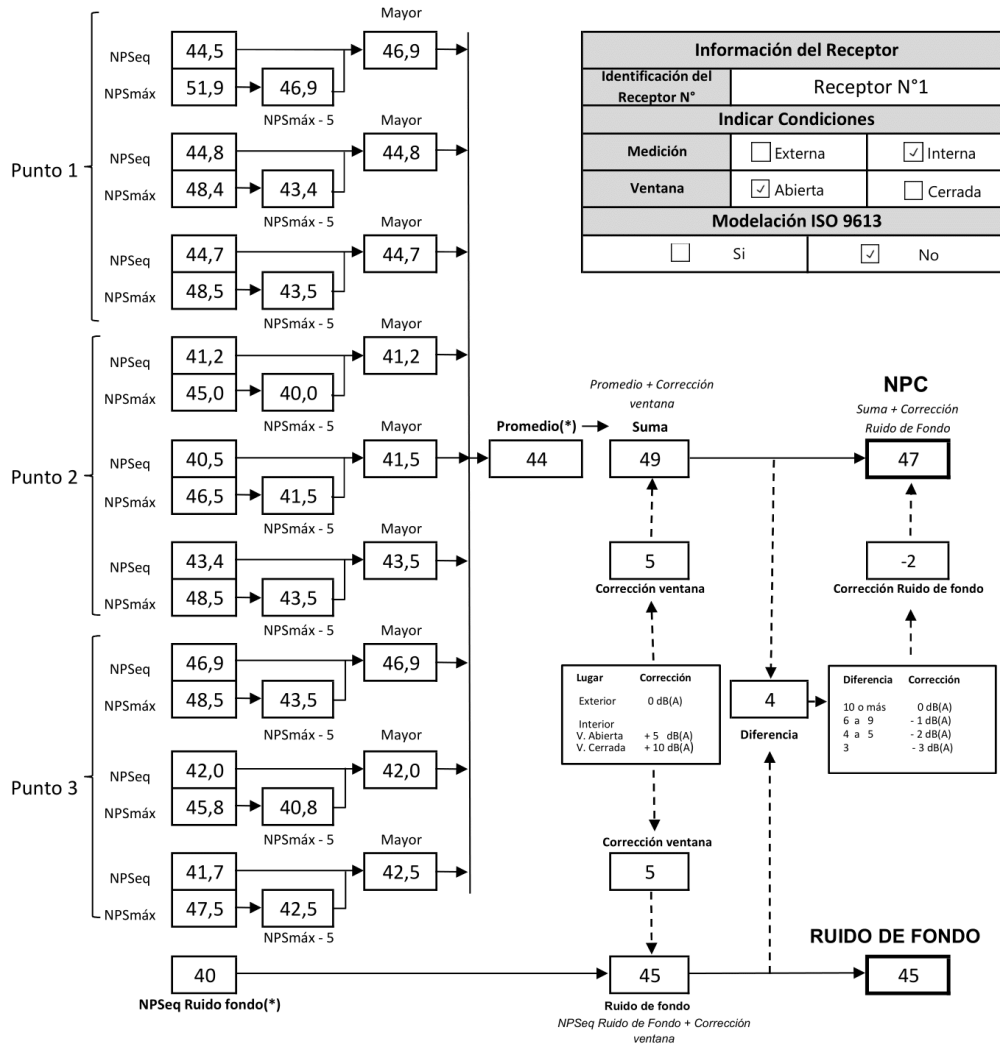 Punto 1
Mayor
NPSeq 44,5 46,9
NPSmáx 51,9 46,9
NPSmáx - 5
Mayor
NPSeq 44,8 44,8
NPSmáx 48,4 43,4
NPSmáx - 5
Mayor
NPSeq 44,7 44,7
NPSmáx 48,5 43,5
NPSmáx - 5
Punto 2
Mayor
NPSeq 41,2 41,2
NPSmáx 45,0 40,0
NPSmáx - 5
Mayor
NPSeq 40,5 41,5
NPSmáx 46,5 41,5
NPSmáx - 5
Mayor
NPSeq 43,4 43,5
NPSmáx 48,5 43,5
NPSmáx - 5
Punto 3
Mayor
NPSeq 46,9 46,9
NPSmáx 48,5 43,5
NPSmáx - 5
Mayor
NPSeq 42,0 42,0
NPSmáx 45,8 40,8
NPSmáx - 5
Mayor
NPSeq 41,7 42,5
NPSmáx 47,5 42,5
NPSmáx - 5
40
NPSeq Ruido fondo(*)
Información del Receptor
Identificación del
Receptor N°
Receptor N°1
Indicar Condiciones
Medición Externa Interna
Ventana Abierta Cerrada
Modelación ISO 9613
Si No
Promedio(*)
44
Promedio + Corrección
ventana
Suma
49
5
Corrección ventana
Lugar Corrección
Exterior 0 dB(A)
Interior
V. Abierta + 5 dB(A)
V. Cerrada + 10 dB(A)
Corrección ventana
5
45
Ruido de fondo
NPSeq Ruido de Fondo + Corrección
ventana
4
Diferencia
NPC
Suma + Corrección
Ruido de Fondo
47
-2
Corrección Ruido de fondo
Diferencia Corrección
10 o más 0 dB(A)
6 a 9 - 1 dB(A)
4 a 5 - 2 dB(A)
3 - 3 dB(A)
RUIDO DE FONDO
45